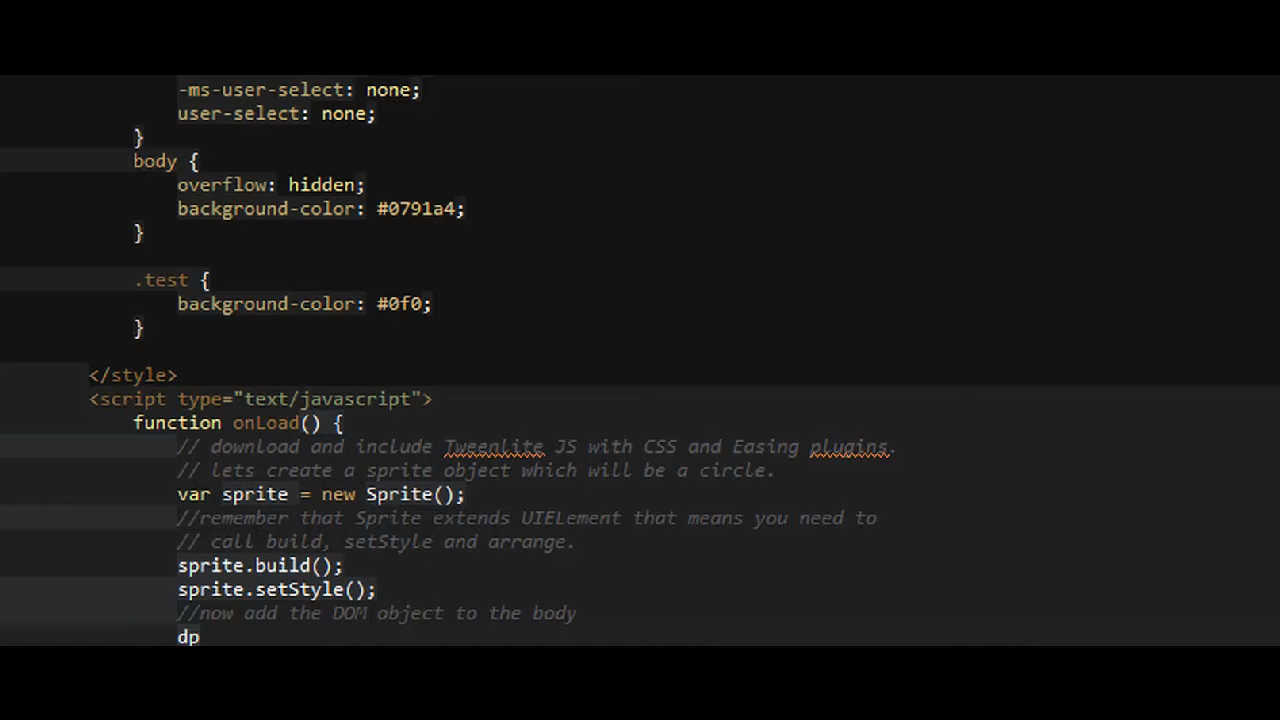 -ms-user-select: none;
user-select: none;
}
body {
overflow: hidden;
background-color: #0791a4;
}
.test {
background-color: #0f0;
}
</style>
<script type="text/javascript">
function onLoad() {
// download and include Tweenlite JS with CSS and Easing plugins.
// lets create a sprite object which will be a circle.
var sprite = new Sprite();
//remember that Sprite extends UIELement that means you need to
// call build, setStyle and arrange.
sprite.build();
sprite.setStyle();
//now add the DOM object to the body
dp